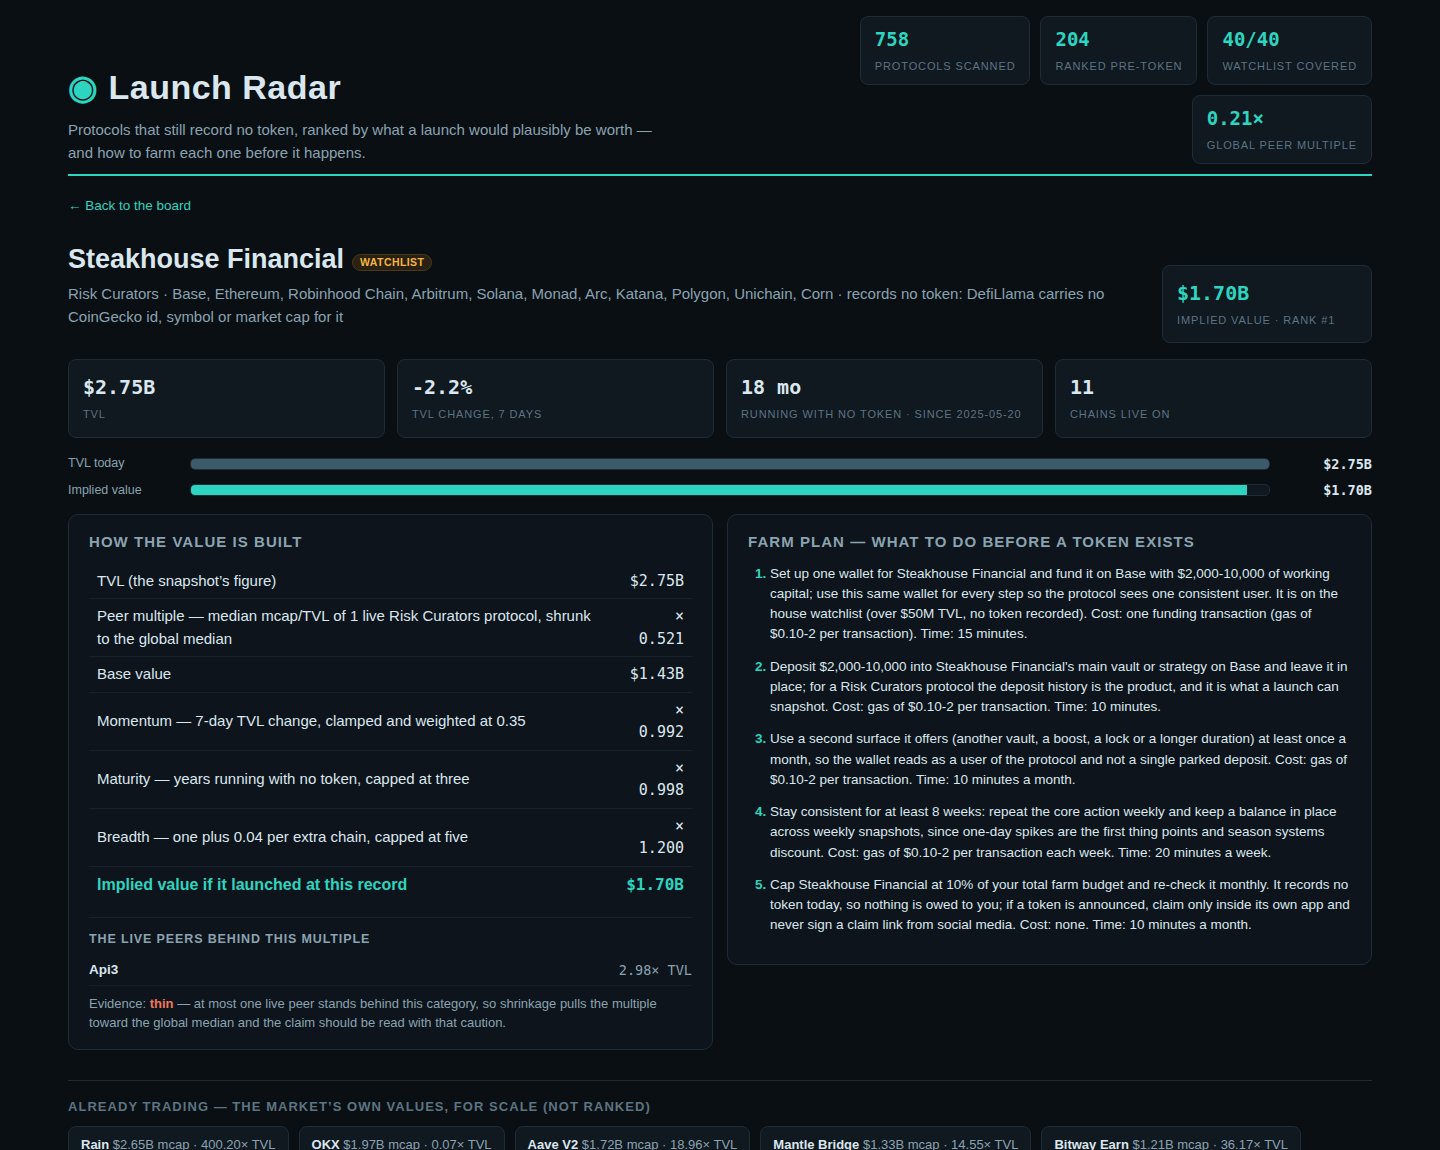 758
PROTOCOLS SCANNED
204
RANKED PRE-TOKEN
40/40
WATCHLIST COVERED
0.21×
GLOBAL PEER MULTIPLE
◉ Launch Radar
Protocols that still record no token, ranked by what a launch would plausibly be worth —
and how to farm each one before it happens.
← Back to the board
Steakhouse Financial WATCHLIST
Risk Curators · Base, Ethereum, Robinhood Chain, Arbitrum, Solana, Monad, Arc, Katana, Polygon, Unichain, Corn · records no token: DefiLlama carries no
CoinGecko id, symbol or market cap for it
$1.70B
IMPLIED VALUE · RANK #1
$2.75B
TVL
-2.2%
TVL CHANGE, 7 DAYS
18 mo
RUNNING WITH NO TOKEN · SINCE 2025-05-20
11
CHAINS LIVE ON
TVL today $2.75B
Implied value $1.70B
HOW THE VALUE IS BUILT
TVL (the snapshot’s figure) $2.75B
Peer multiple — median mcap/TVL of 1 live Risk Curators protocol, shrunk ×
to the global median 0.521
Base value $1.43B
×
Momentum — 7-day TVL change, clamped and weighted at 0.35
0.992
×
Maturity — years running with no token, capped at three
0.998
×
Breadth — one plus 0.04 per extra chain, capped at five
1.200
Implied value if it launched at this record $1.70B
THE LIVE PEERS BEHIND THIS MULTIPLE
Api3 2.98× TVL
Evidence: thin — at most one live peer stands behind this category, so shrinkage pulls the multiple
toward the global median and the claim should be read with that caution.
FARM PLAN — WHAT TO DO BEFORE A TOKEN EXISTS
1. Set up one wallet for Steakhouse Financial and fund it on Base with $2,000-10,000 of working
capital; use this same wallet for every step so the protocol sees one consistent user. It is on the
house watchlist (over $50M TVL, no token recorded). Cost: one funding transaction (gas of
$0.10-2 per transaction). Time: 15 minutes.
2. Deposit $2,000-10,000 into Steakhouse Financial's main vault or strategy on Base and leave it in
place; for a Risk Curators protocol the deposit history is the product, and it is what a launch can
snapshot. Cost: gas of $0.10-2 per transaction. Time: 10 minutes.
3. Use a second surface it offers (another vault, a boost, a lock or a longer duration) at least once a
month, so the wallet reads as a user of the protocol and not a single parked deposit. Cost: gas of
$0.10-2 per transaction. Time: 10 minutes a month.
4. Stay consistent for at least 8 weeks: repeat the core action weekly and keep a balance in place
across weekly snapshots, since one-day spikes are the first thing points and season systems
discount. Cost: gas of $0.10-2 per transaction each week. Time: 20 minutes a week.
5. Cap Steakhouse Financial at 10% of your total farm budget and re-check it monthly. It records no
token today, so nothing is owed to you; if a token is announced, claim only inside its own app and
never sign a claim link from social media. Cost: none. Time: 10 minutes a month.
ALREADY TRADING — THE MARKET’S OWN VALUES, FOR SCALE (NOT RANKED)
Rain $2.65B mcap · 400.20× TVL
OKX $1.97B mcap · 0.07× TVL
Aave V2 $1.72B mcap · 18.96× TVL
Mantle Bridge $1.33B mcap · 14.55× TVL
Bitway Earn $1.21B mcap · 36.17× TVL